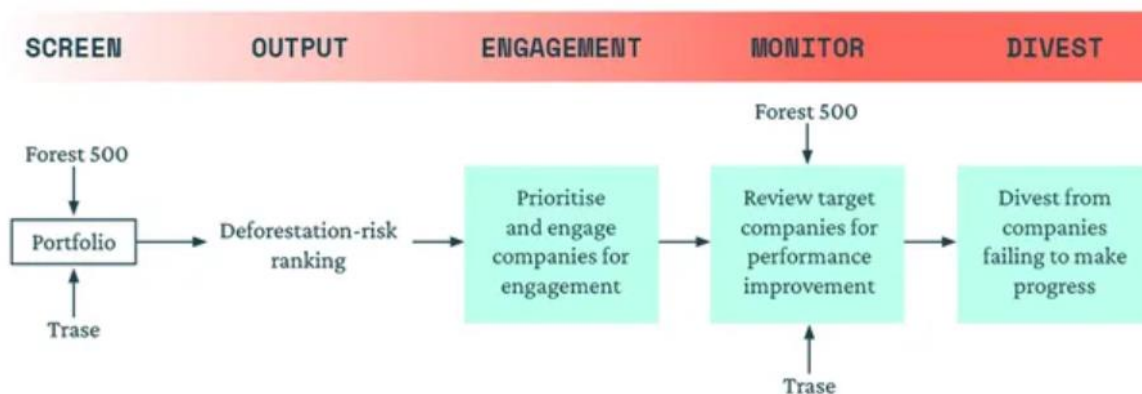 SCREEN OUTPUT ENGAGEMENT MONITOR DIVEST
Forest 500
Portfolio
Trase
Deforestation-risk
ranking
Prioritise
and engage
companies for
engagement
Forest 500
Review target
companies for
performance
improvement
Trase
Divest from
companies
failing to make
progress